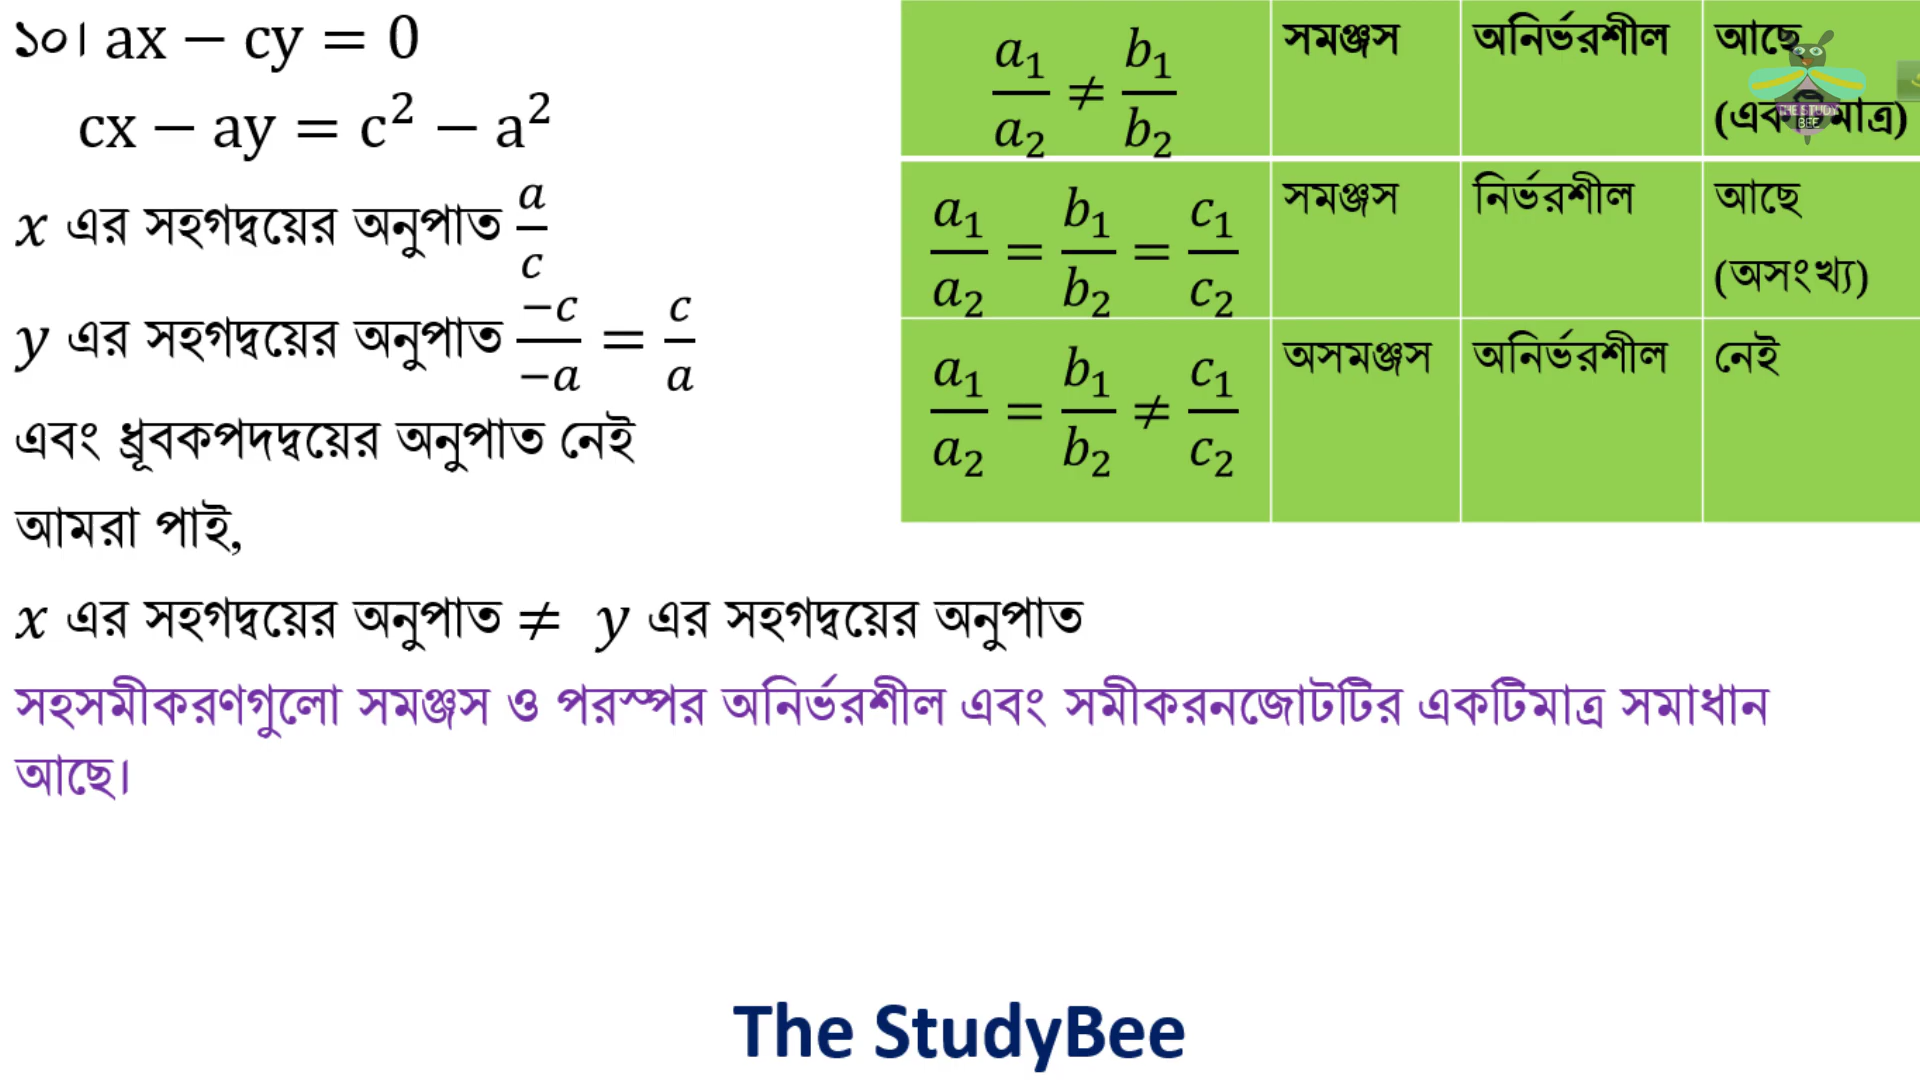 ১০। ax − cy = 0
cx − ay = c² − a²
x এর সহগদ্বয়ের অনুপাত a/c
y এর সহগদ্বয়ের অনুপাত −c/−a = c/a
এবং ধ্রূবকপদদ্বয়ের অনুপাত নেই
আমরা পাই,
x এর সহগদ্বয়ের অনুপাত ≠ y এর সহগদ্বয়ের অনুপাত
সহসমীকরণগুলো সমঞ্জস ও পরস্পর অনির্ভরশীল এবং সমীকরনজোটটির একটিমাত্র সমাধান
আছে।
a₁/a₂ ≠ b₁/b₂ সমঞ্জস অনির্ভরশীল আছে
(একটিমাত্র)
a₁/a₂ = b₁/b₂ = c₁/c₂ সমঞ্জস নির্ভরশীল আছে
(অসংখ্য)
a₁/a₂ = b₁/b₂ ≠ c₁/c₂ অসমঞ্জস অনির্ভরশীল নেই
THE STUDY
BEE
The StudyBee